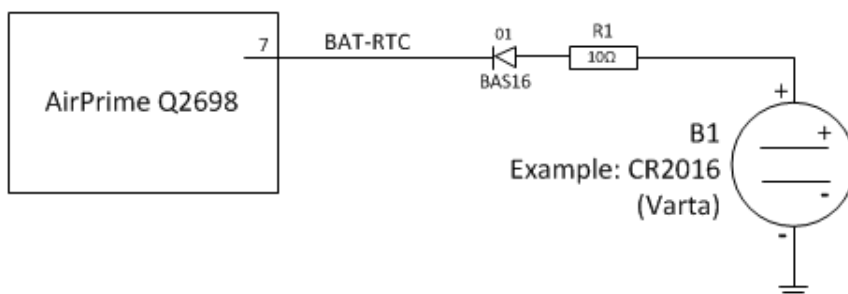 AirPrime Q2698
7
BAT-RTC
01
BAS16
R1
10Ω
+
B1
Example: CR2016
(Varta)
+
-
-